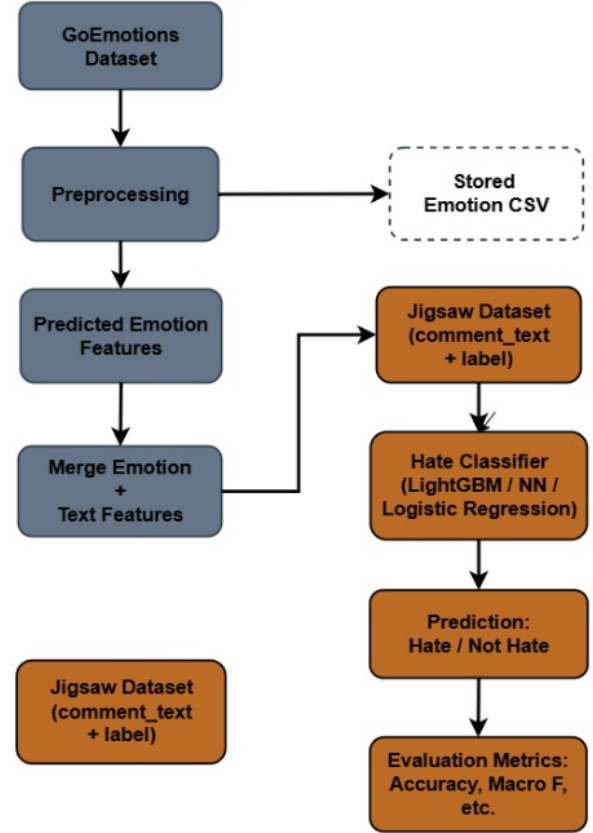 GoEmotions
Dataset
Preprocessing
Stored
Emotion CSV
Predicted Emotion
Features
Merge Emotion
+
Text Features
Jigsaw Dataset
(comment_text
+ label)
Hate Classifier
(LightGBM / NN /
Logistic Regression)
Prediction:
Hate / Not Hate
Evaluation Metrics:
Accuracy, Macro F,
etc.
Jigsaw Dataset
(comment_text
+ label)